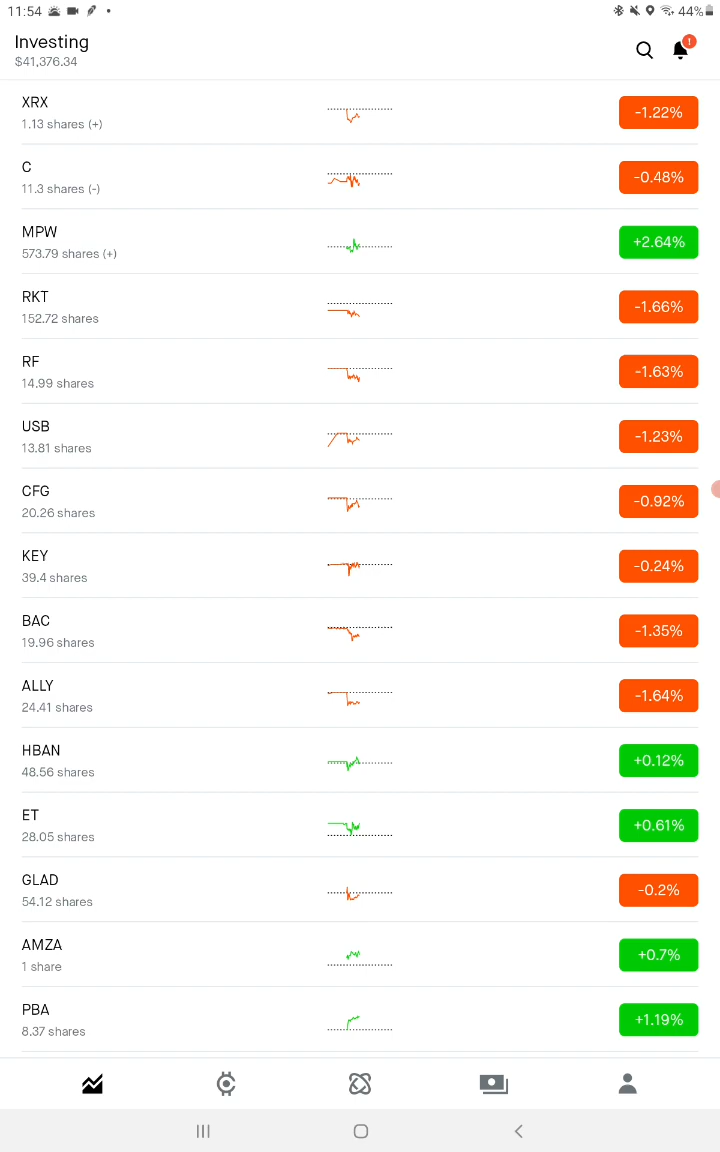 11:54
44%
Investing
$41,376.34
1
XRX
1.13 shares (+)
-1.22%
C
11.3 shares (-)
-0.48%
MPW
573.79 shares (+)
+2.64%
RKT
152.72 shares
-1.66%
RF
14.99 shares
-1.63%
USB
13.81 shares
-1.23%
CFG
20.26 shares
-0.92%
KEY
39.4 shares
-0.24%
BAC
19.96 shares
-1.35%
ALLY
24.41 shares
-1.64%
HBAN
48.56 shares
+0.12%
ET
28.05 shares
+0.61%
GLAD
54.12 shares
-0.2%
AMZA
1 share
+0.7%
PBA
8.37 shares
+1.19%